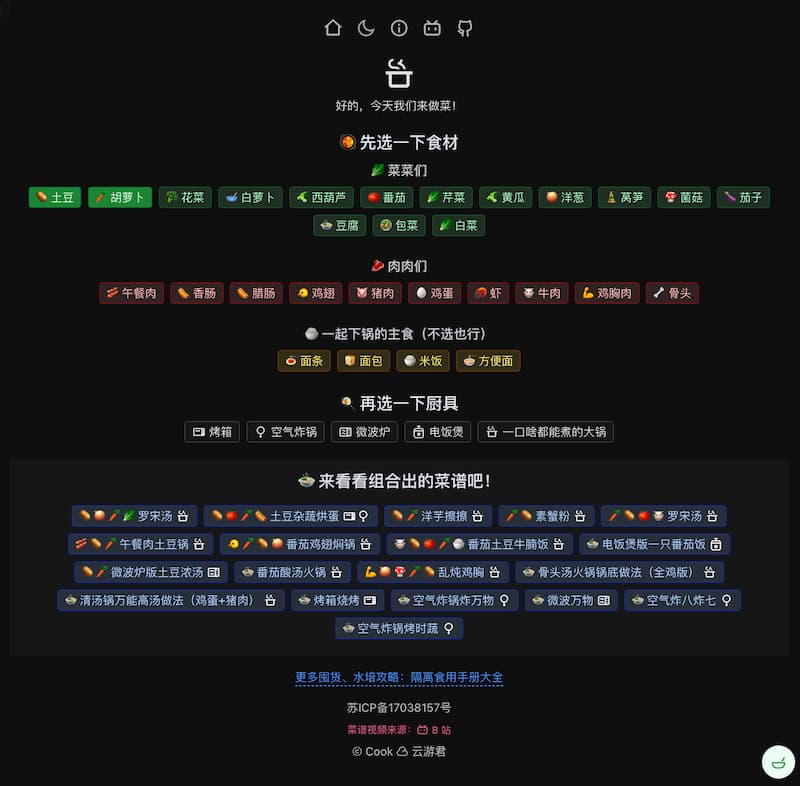 好的，今天我们来做菜！
先选一下食材
菜菜们
土豆 胡萝卜 花菜 白萝卜 西葫芦 番茄 芹菜 黄瓜 洋葱 莴笋 菌菇 茄子
豆腐 包菜 白菜
肉肉们
午餐肉 香肠 腊肠 鸡翅 猪肉 鸡蛋 虾 牛肉 鸡胸肉 骨头
一起下锅的主食（不选也行）
面条 面包 米饭 方便面
再选一下厨具
烤箱 空气炸锅 微波炉 电饭煲 一口啥都能煮的大锅
来看看组合出的菜谱吧！
罗宋汤 土豆杂蔬烘蛋 洋芋擦擦 素蟹粉 罗宋汤
午餐肉土豆锅 番茄鸡翅焖锅 番茄土豆牛腩饭 电饭煲版一只番茄饭
微波炉版土豆浓汤 番茄酸汤火锅 乱炖鸡胸 骨头汤火锅锅底做法（全鸡版）
清汤锅万能高汤做法（鸡蛋+猪肉） 烤箱烧烤 空气炸锅炸万物 微波万物 空气炸八炸七
空气炸锅烤时蔬
更多囤货、水培攻略：隔离食用手册大全
苏ICP备17038157号
菜谱视频来源： B 站
© Cook 云游君